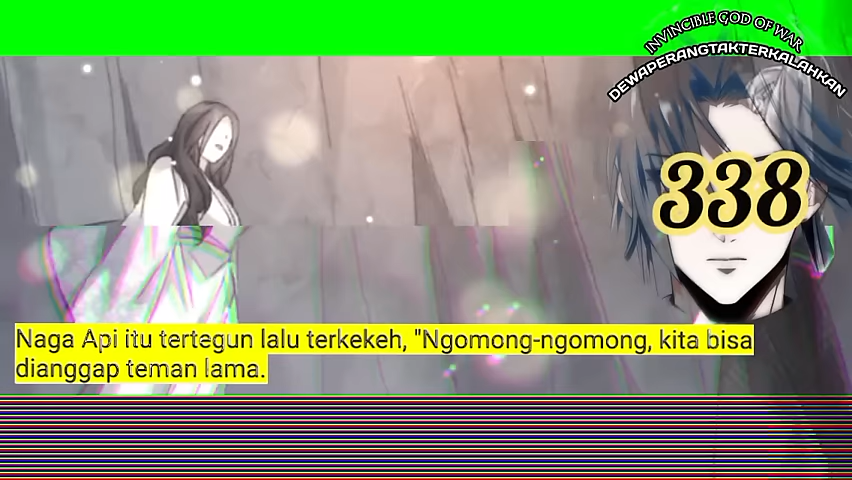 INVINCIBLE GOD OF WAR
DEWAPERANGTAKTERKALAHKAN
338
Naga Api itu tertegun lalu terkekeh, "Ngomong-ngomong, kita bisa
dianggap teman lama.